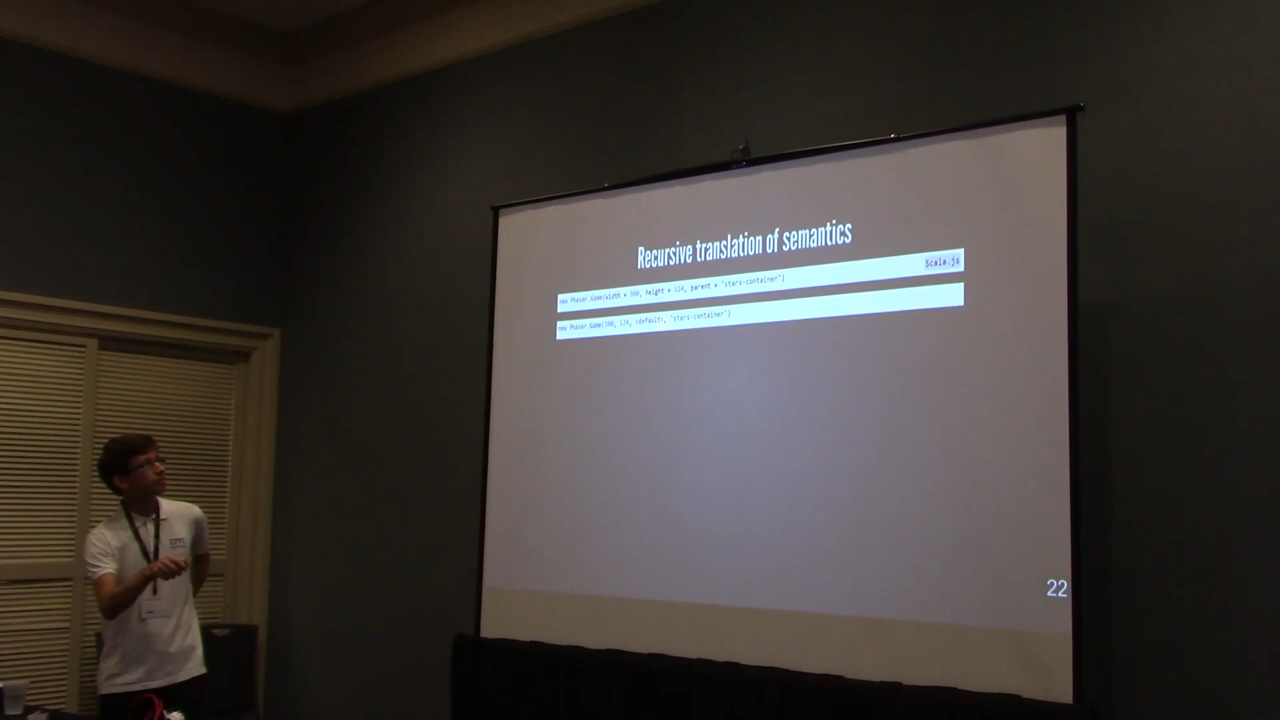 Recursive translation of semantics
Scala.js
new Phaser.Game(width = 300, height = 124, parent = "stars-container")
new Phaser.Game(300, 124, <default>, "stars-container")
22
EPFL